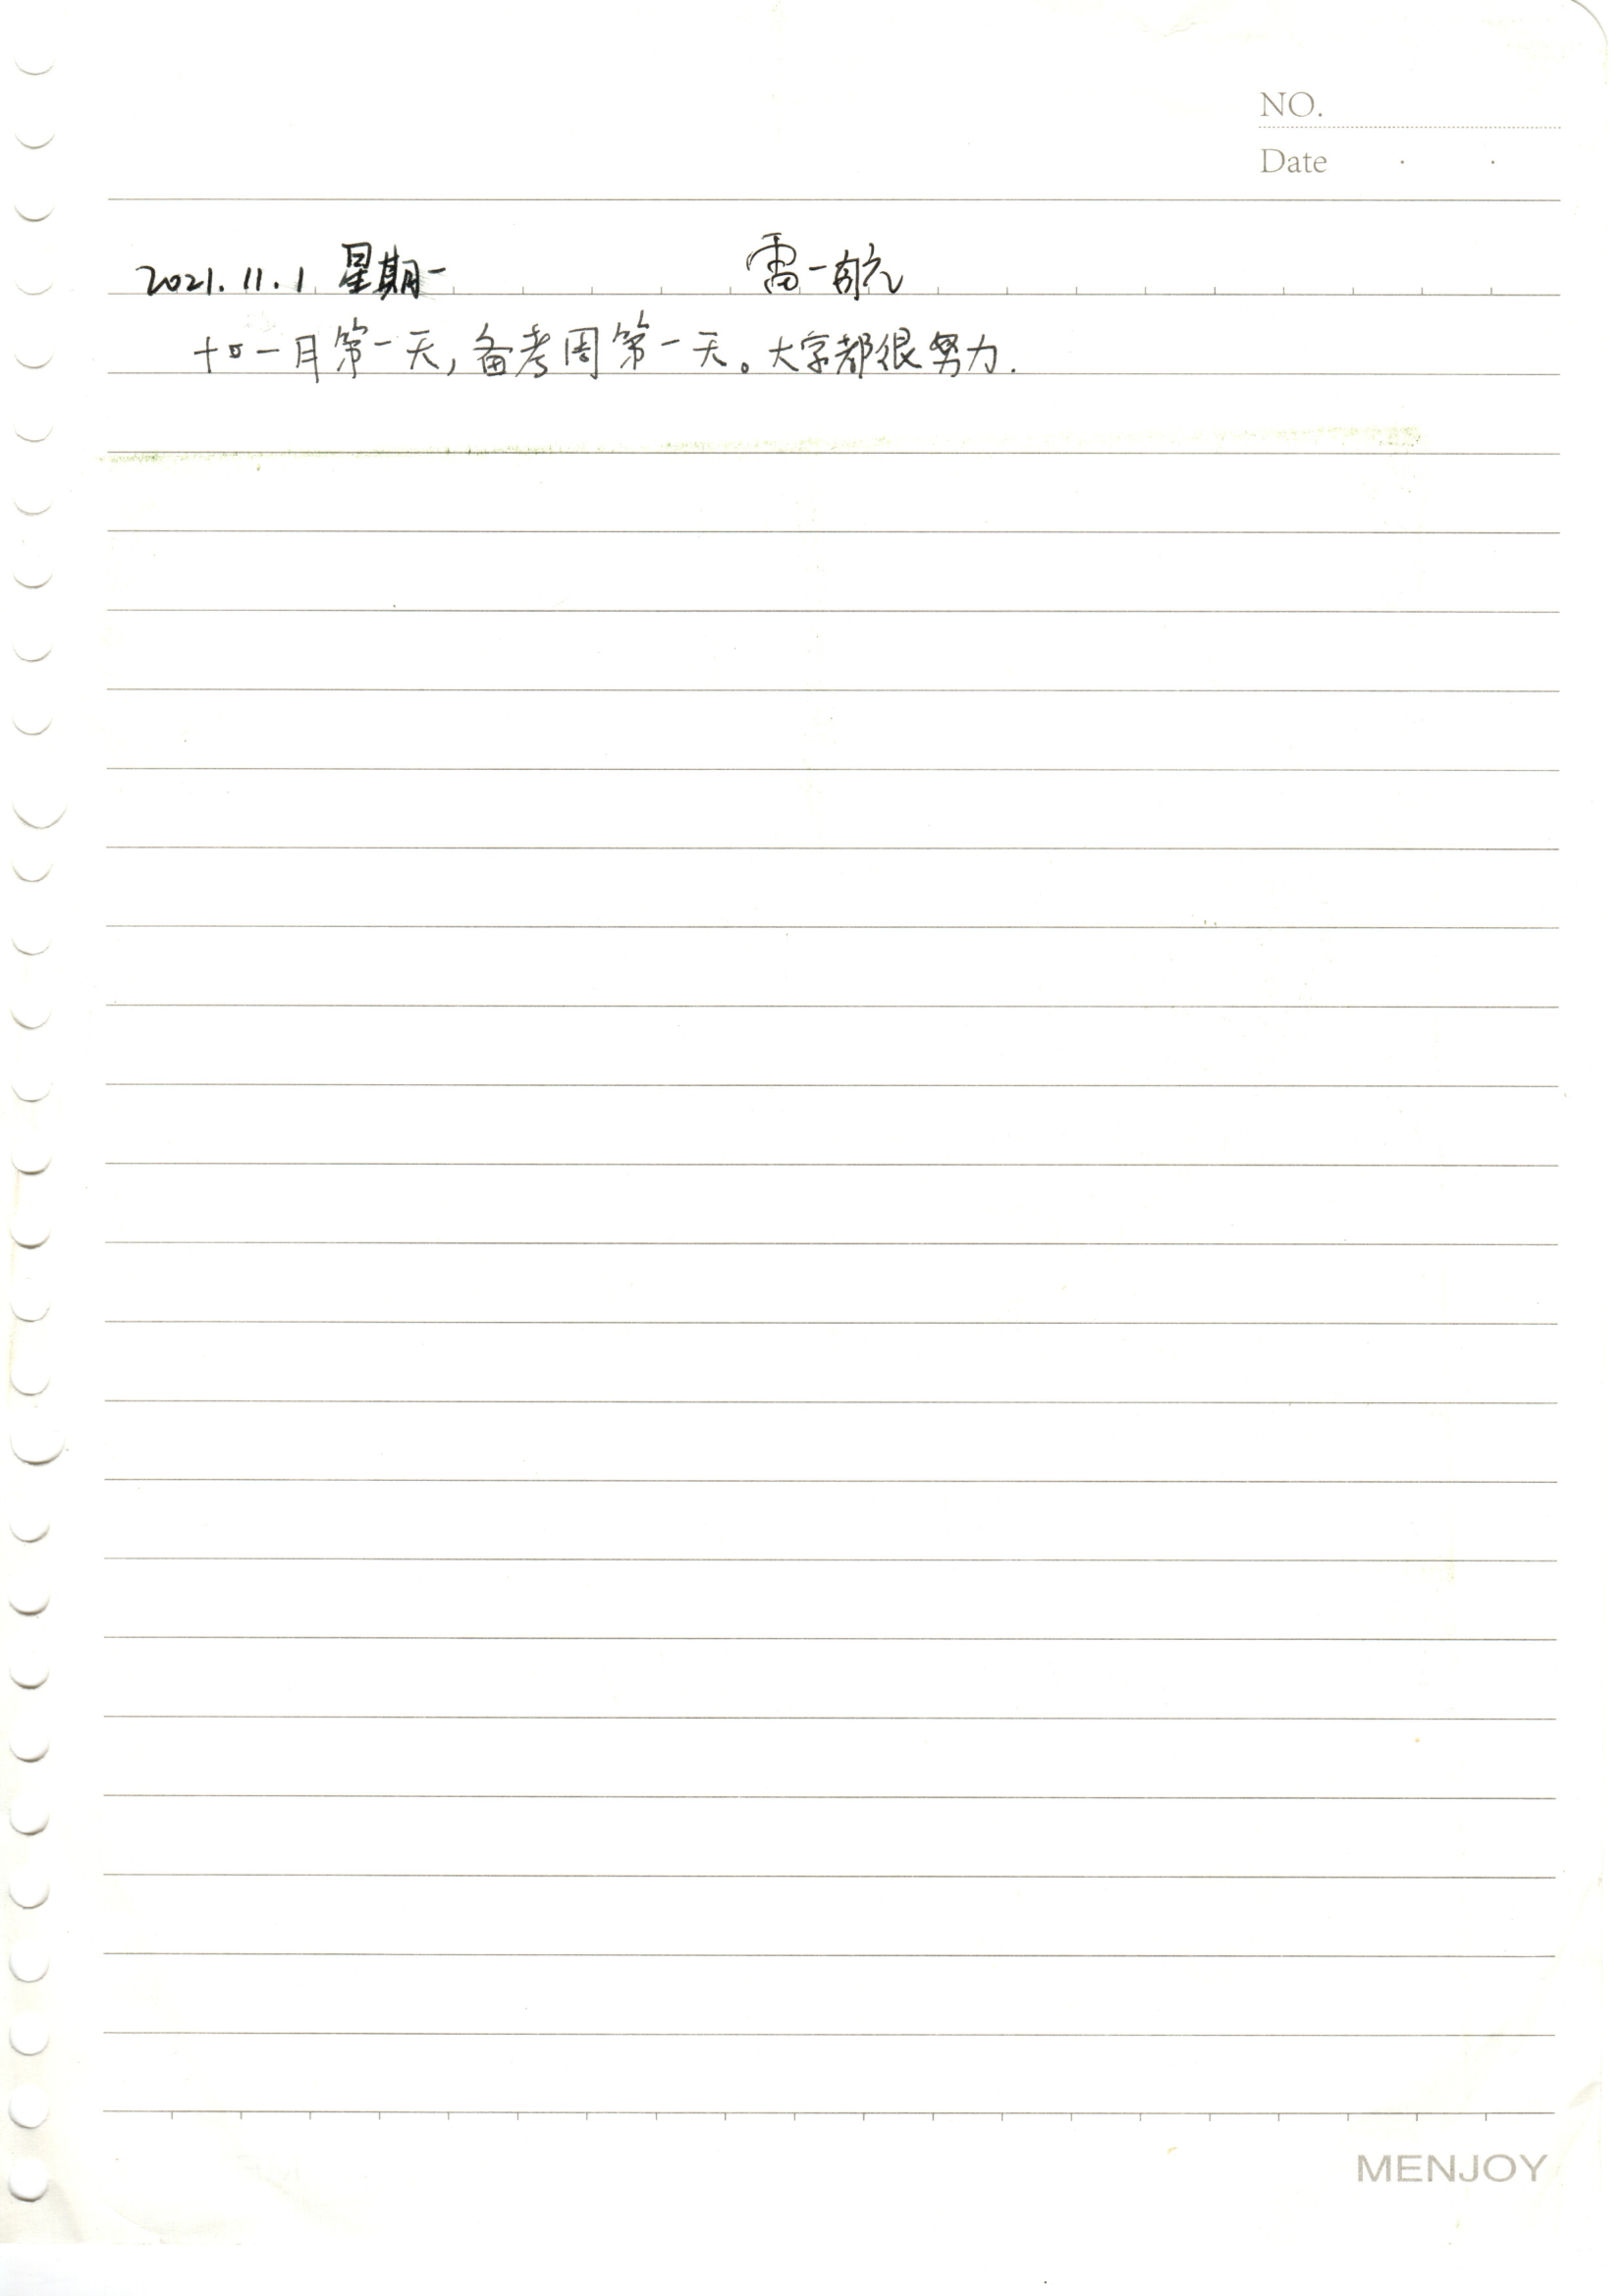 NO.
Date · ·
2021.11.1 星期一 雷一航
十一月第一天,备考周第一天。大家都很努力.
MENJOY